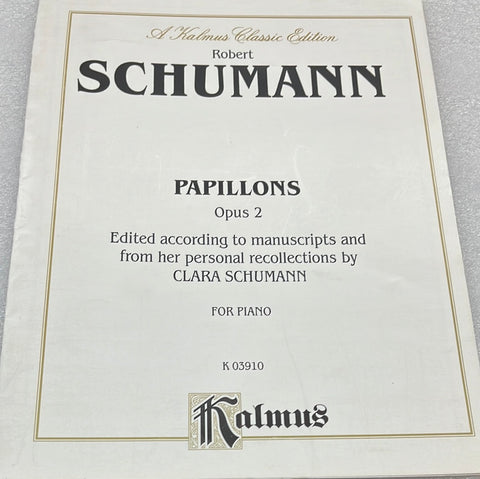 A Kalmus Classic Edition
Robert
SCHUMANN
PAPILLONS
Opus 2
Edited according to manuscripts and
from her personal recollections by
CLARA SCHUMANN
FOR PIANO
K 03910
Kalmus